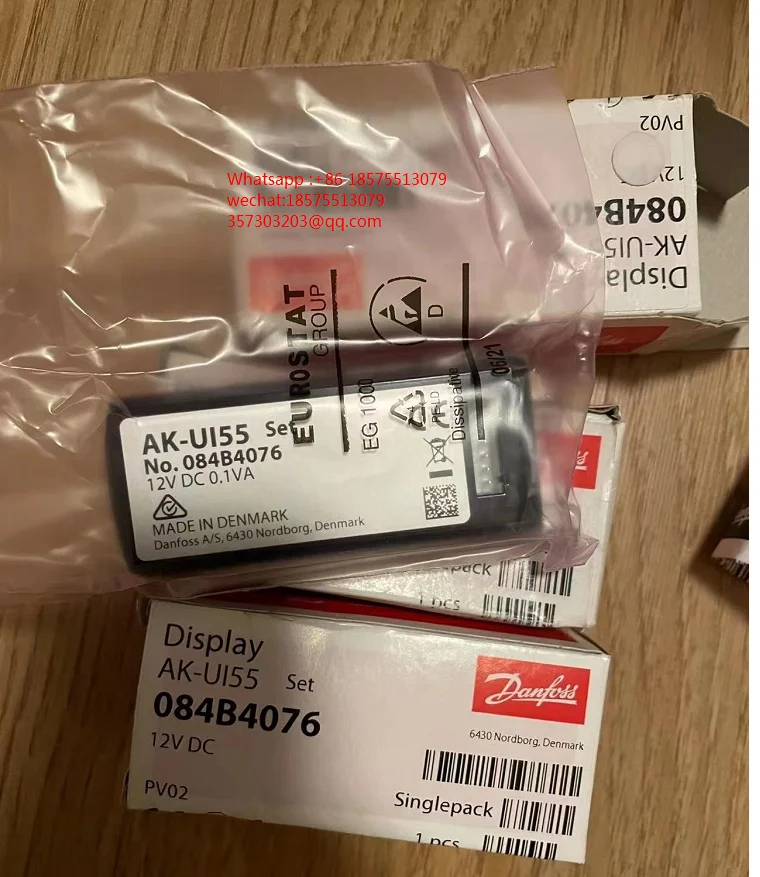 Whatsapp :+86 18575513079
wechat:18575513079
357303203@qq.com
PV02
12V
084B40
AK-UI5
Displa
EUROSTAT
GROUP
EG 1000
D
Dissipative
06/21
AK-UI55 Set
No. 084B4076
12V DC 0.1VA
MADE IN DENMARK
Danfoss A/S, 6430 Nordborg, Denmark
pack
1 pcs
Display
AK-UI55 Set
084B4076
12V DC
PV02
Danfoss
6430 Nordborg, Denmark
Singlepack
1 pcs